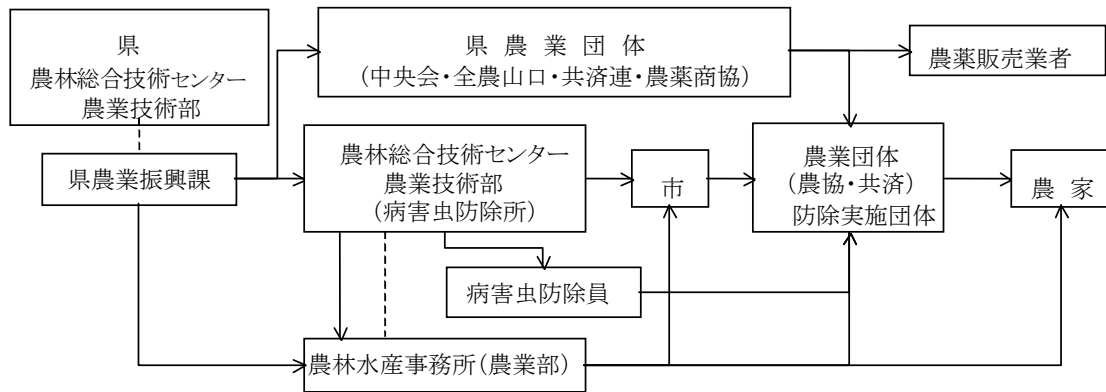 県
農林総合技術センター
農業技術部
県 農 業 団 体
(中央会・全農山口・共済連・農薬商協)
農薬販売業者
県農業振興課
農林総合技術センター
農業技術部
(病害虫防除所)
市
農業団体
(農協・共済)
防除実施団体
農 家
病害虫防除員
農林水産事務所(農業部)